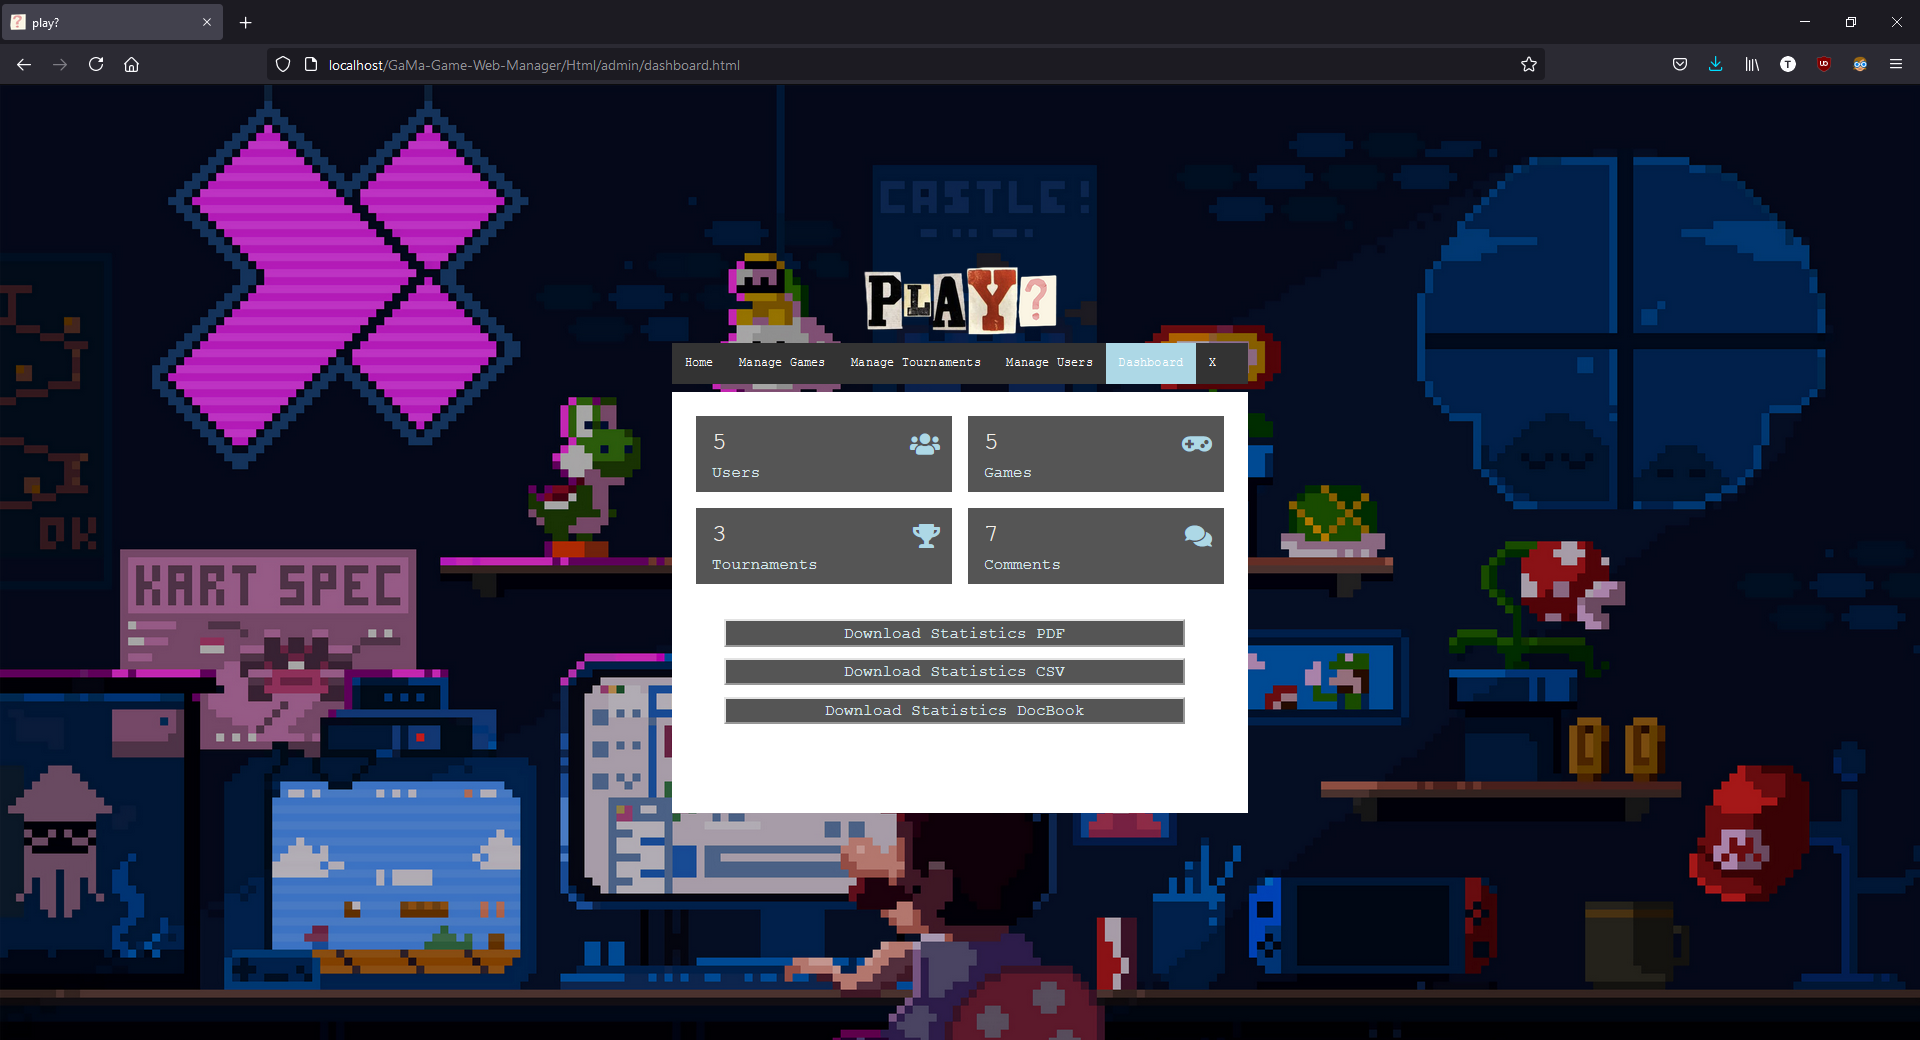 play?
localhost/GaMa-Game-Web-Manager/Html/admin/dashboard.html
CASTLE!
PLAY?
Home Manage Games Manage Tournaments Manage Users Dashboard X
5
Users
5
Games
3
Tournaments
7
Comments
Download Statistics PDF
Download Statistics CSV
Download Statistics DocBook
KART SPEC
DK